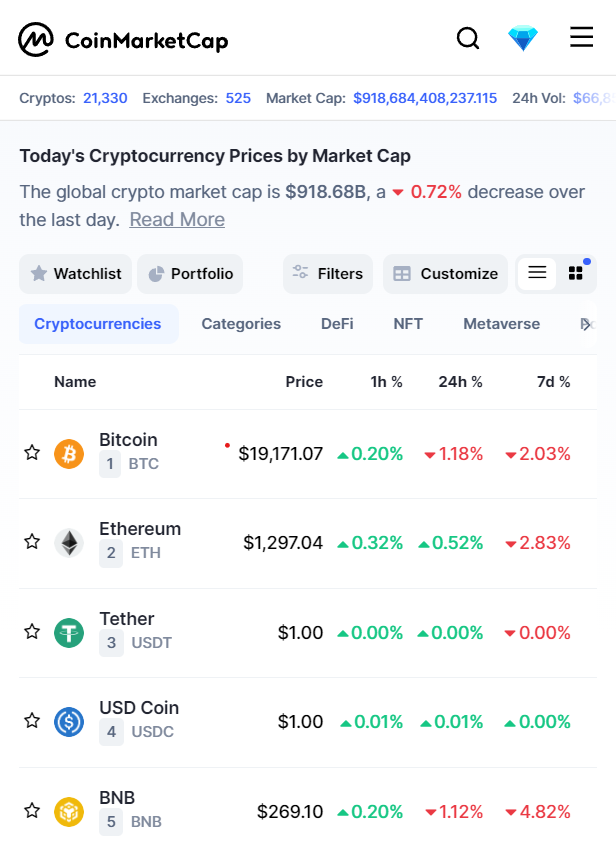 CoinMarketCap
Cryptos: 21,330 Exchanges: 525 Market Cap: $918,684,408,237.115 24h Vol:
Today's Cryptocurrency Prices by Market Cap
The global crypto market cap is $918.68B, a 0.72% decrease over
the last day. Read More
Watchlist Portfolio Filters Customize
Cryptocurrencies Categories DeFi NFT Metaverse
Name Price 1h % 24h % 7d %
Bitcoin
1 BTC
$19,171.07 0.20% 1.18% 2.03%
Ethereum
2 ETH
$1,297.04 0.32% 0.52% 2.83%
Tether
3 USDT
$1.00 0.00% 0.00% 0.00%
USD Coin
4 USDC
$1.00 0.01% 0.01% 0.00%
BNB
5 BNB
$269.10 0.20% 1.12% 4.82%